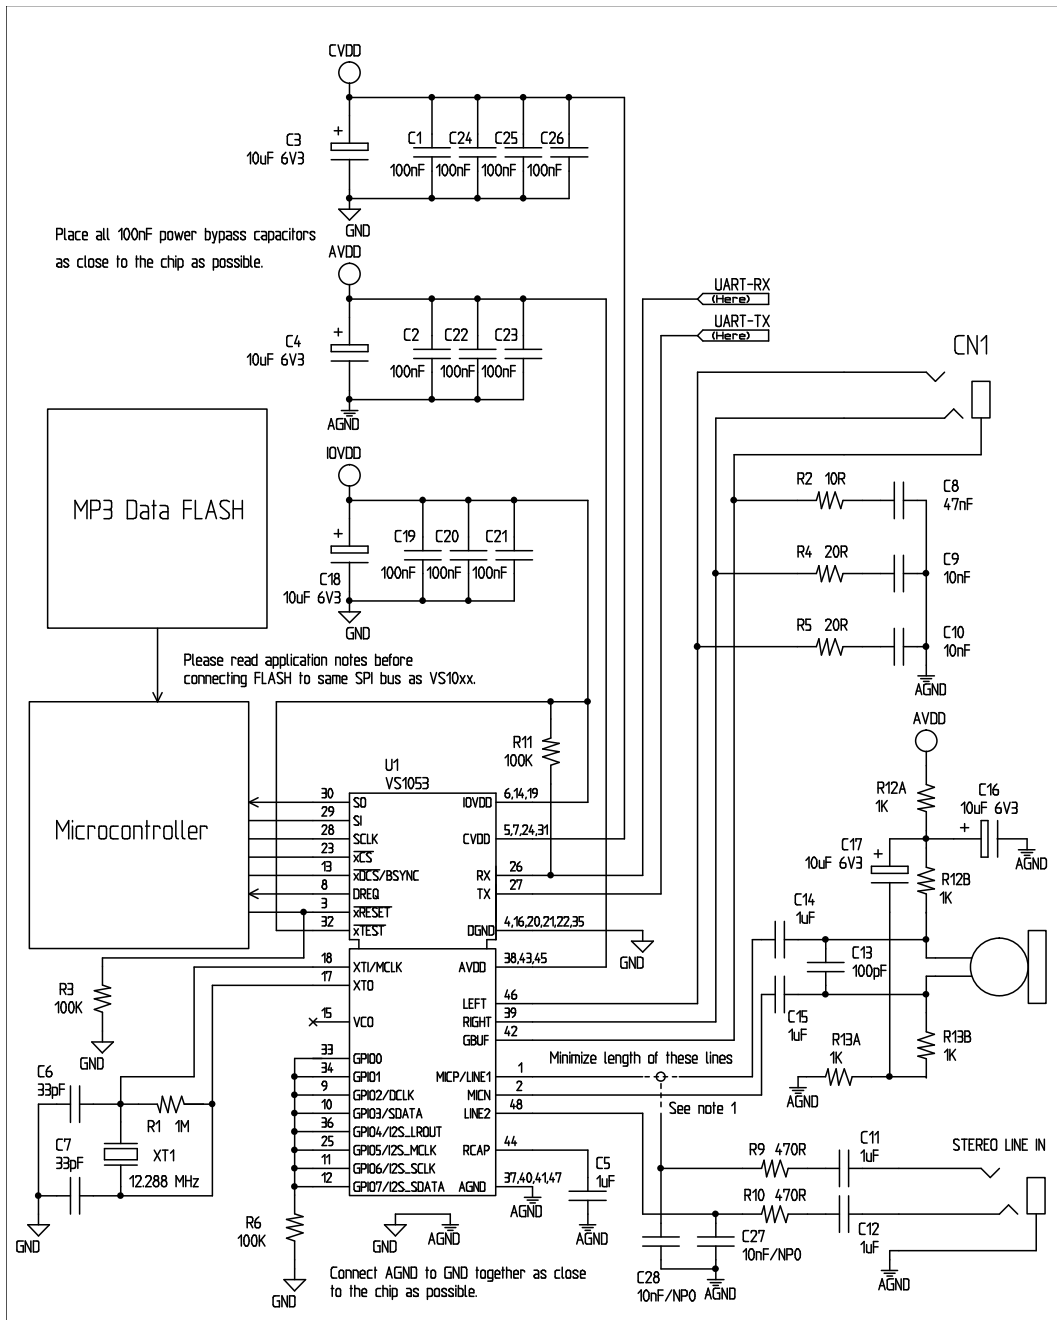 CVDD
C3
10uF 6V3
+
C1
C24
C25
C26
100nF
100nF
100nF
100nF
GND
Place all 100nF power bypass capacitors
as close to the chip as possible.
AVDD
C4
10uF 6V3
+
C2
C22
C23
100nF
100nF
100nF
AGND
UART-RX
(Here)
UART-TX
(Here)
CN1
MP3 Data FLASH
IOVDD
+
C18
10uF 6V3
C19
C20
C21
100nF
100nF
100nF
GND
R2 10R
C8
47nF
R4 20R
C9
10nF
R5 20R
C10
10nF
AGND
Please read application notes before
connecting FLASH to same SPI bus as VS10xx.
Microcontroller
R11
100K
U1
VS1053
30 SO
29 SI
28 SCLK
23 xCS
13 xDCS/BSYNC
8 DREQ
3 xRESET
32 xTEST
IOVDD 6,14,19
CVDD 5,7,24,31
RX 26
TX 27
DGND 4,16,20,21,22,35
GND
18 XTI/MCLK
17 XTO
15 VCO
33 GPIO0
34 GPIO1
9 GPIO2/DCLK
10 GPIO3/SDATA
36 GPIO4/I2S_LROUT
25 GPIO5/I2S_MCLK
11 GPIO6/I2S_SCLK
12 GPIO7/I2S_SDATA
AVDD 38,43,45
LEFT 46
RIGHT 39
GBUF 42
MICP/LINE1 1
MICN 2
LINE2 48
RCAP 44
AGND 37,40,41,47
AGND
AVDD
R12A
1K
C16
10uF 6V3
+
AGND
C17
10uF 6V3
+
R12B
1K
C14
1uF
C13
100pF
C15
1uF
R13A
1K
R13B
1K
AGND
Minimize length of these lines
See note 1
R3
100K
GND
C6
33pF
C7
33pF
R1 1M
XT1
12.288 MHz
GND
R6
100K
GND
GND
AGND
Connect AGND to GND together as close
to the chip as possible.
C5
1uF
AGND
R9 470R
C11
1uF
STEREO LINE IN
R10 470R
C12
1uF
C27
10nF/NP0
C28
10nF/NP0
AGND
AGND